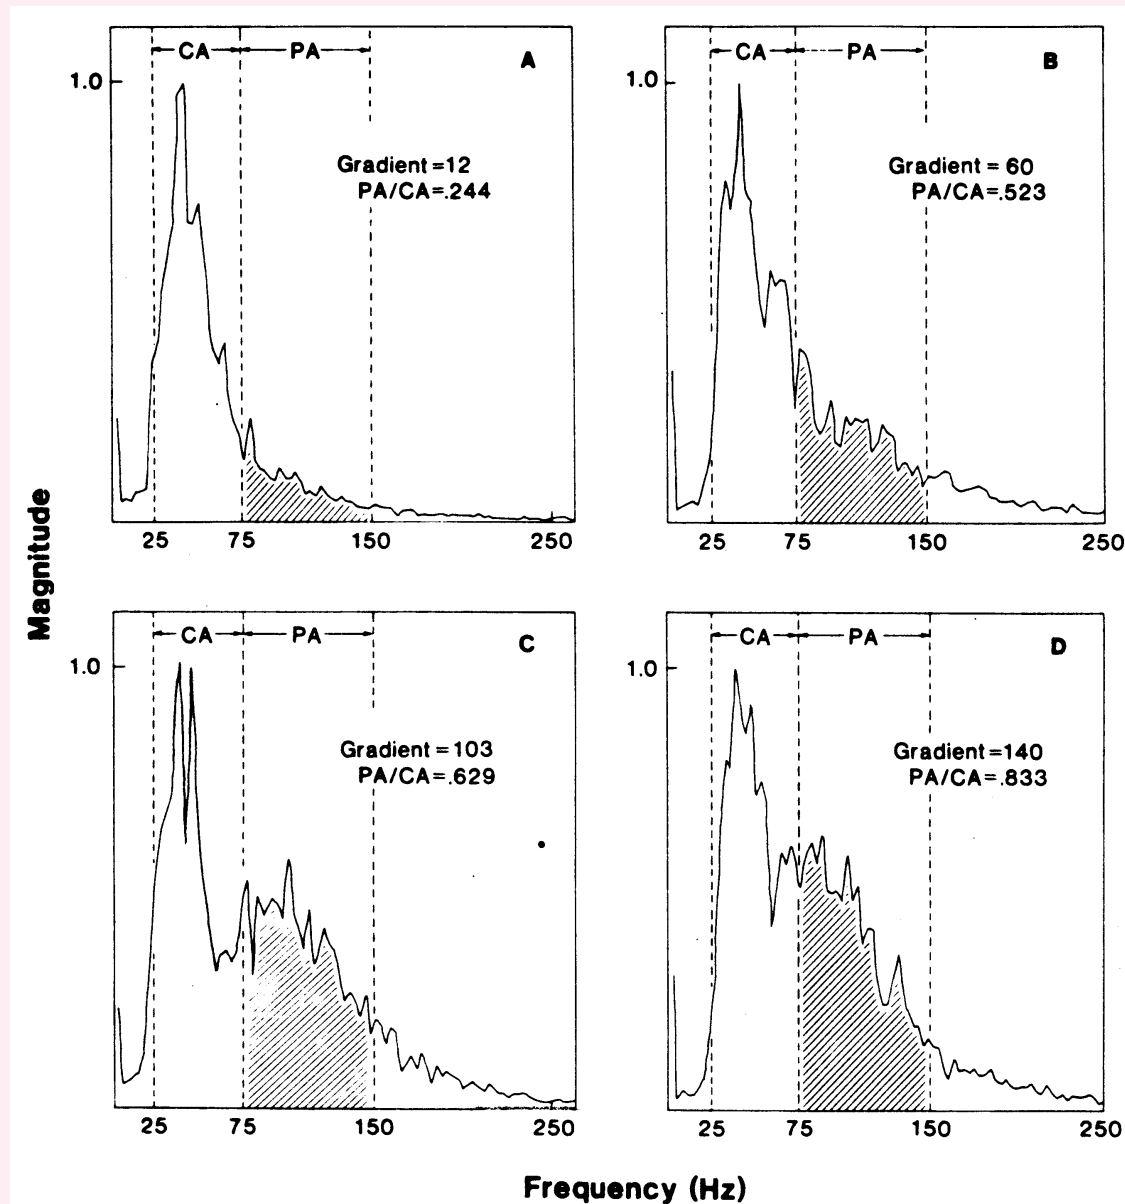 CA PA
A
1.0
Gradient=12
PA/CA=.244
25 75 150 250
CA PA
B
1.0
Gradient = 60
PA/CA=.523
25 75 150 250
Magnitude
CA PA
C
1.0
Gradient=103
PA/CA=.629
25 75 150 250
CA PA
D
1.0
Gradient=140
PA/CA=.833
25 75 150 250
Frequency (Hz)